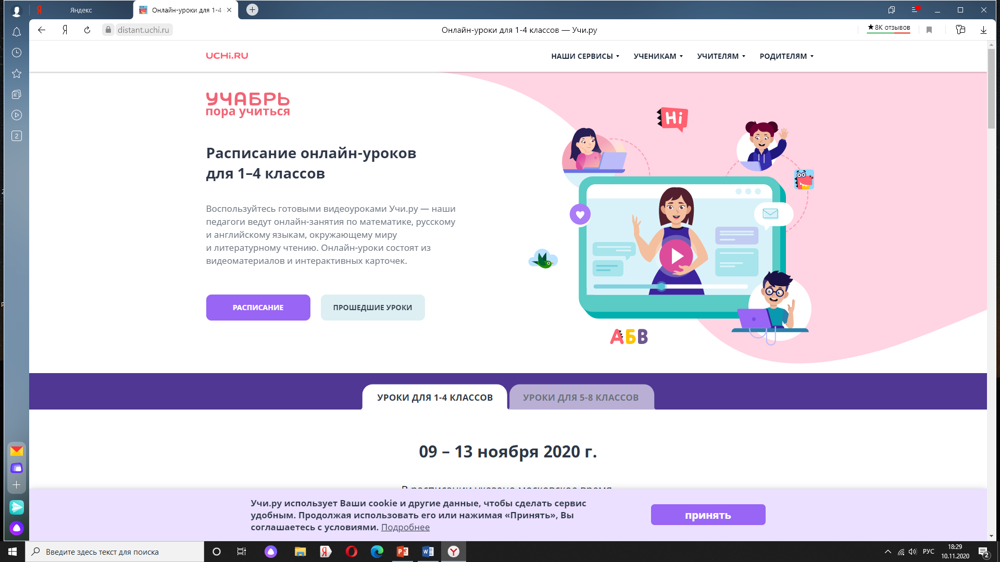 Яндекс
Онлайн-уроки для 1-4
distant.uchi.ru
Онлайн-уроки для 1-4 классов — Учи.ру
★ 8К отзывов
2
UCHi.RU
НАШИ СЕРВИСЫ
УЧЕНИКАМ
УЧИТЕЛЯМ
РОДИТЕЛЯМ
УЧАБРЬ
пора учиться
Hi
Расписание онлайн-уроков
для 1–4 классов
Воспользуйтесь готовыми видеоуроками Учи.ру — наши
педагоги ведут онлайн-занятия по математике, русскому
и английскому языкам, окружающему миру
и литературному чтению. Онлайн-уроки состоят из
видеоматериалов и интерактивных карточек.
РАСПИСАНИЕ
ПРОШЕДШИЕ УРОКИ
АБВ
УРОКИ ДЛЯ 1-4 КЛАССОВ
УРОКИ ДЛЯ 5-8 КЛАССОВ
09 – 13 ноября 2020 г.
В расписании указано московское время
Учи.ру использует Ваши cookie и другие данные, чтобы сделать сервис
удобным. Продолжая использовать его или нажимая «Принять», Вы
соглашаетесь с условиями. Подробнее
принять
Введите здесь текст для поиска
РУС
18:29
10.11.2020
2